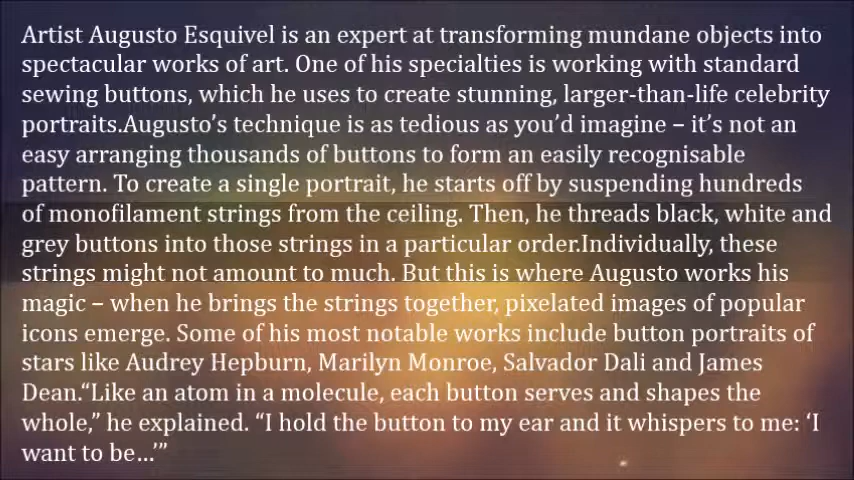 Artist Augusto Esquivel is an expert at transforming mundane objects into
spectacular works of art. One of his specialties is working with standard
sewing buttons, which he uses to create stunning, larger-than-life celebrity
portraits.Augusto’s technique is as tedious as you’d imagine – it’s not an
easy arranging thousands of buttons to form an easily recognisable
pattern. To create a single portrait, he starts off by suspending hundreds
of monofilament strings from the ceiling. Then, he threads black, white and
grey buttons into those strings in a particular order.Individually, these
strings might not amount to much. But this is where Augusto works his
magic – when he brings the strings together, pixelated images of popular
icons emerge. Some of his most notable works include button portraits of
stars like Audrey Hepburn, Marilyn Monroe, Salvador Dali and James
Dean.“Like an atom in a molecule, each button serves and shapes the
whole,” he explained. “I hold the button to my ear and it whispers to me: ‘I
want to be…’”